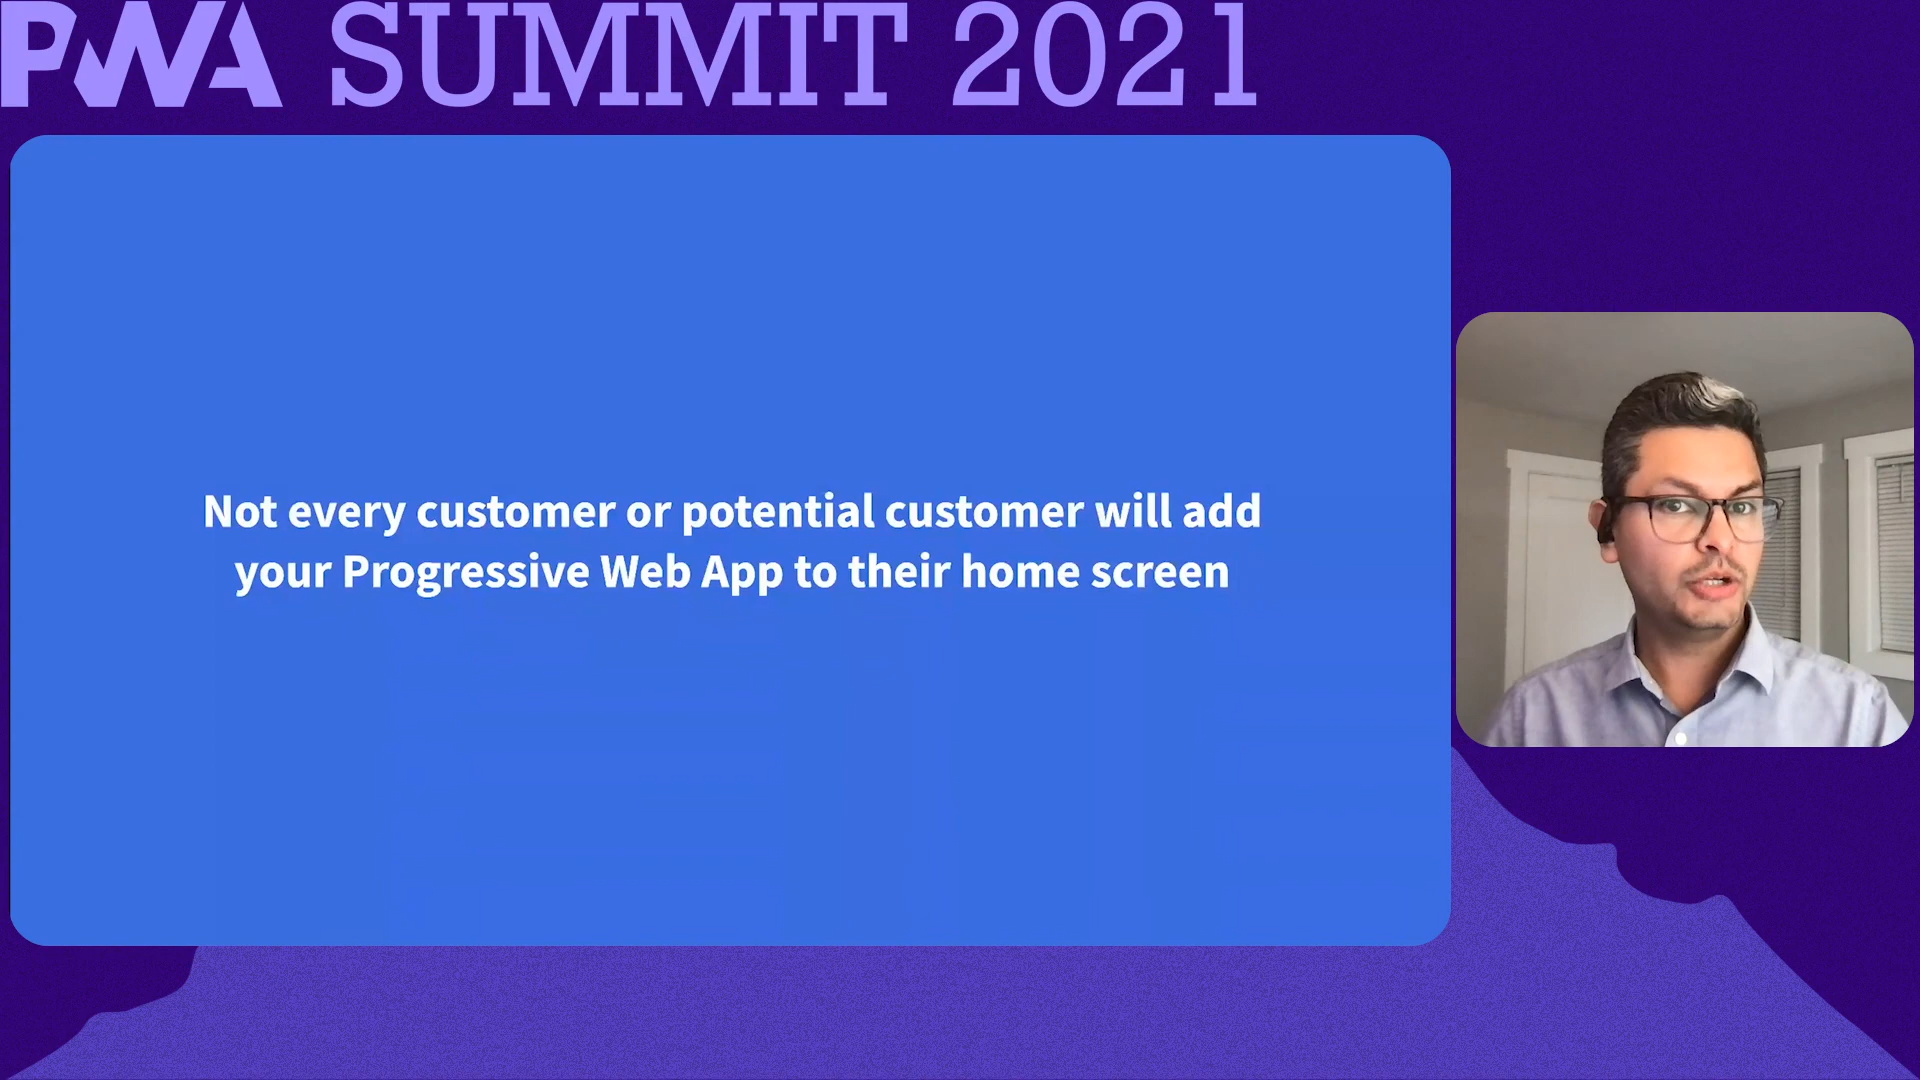 PWA SUMMIT 2021
Not every customer or potential customer will add
your Progressive Web App to their home screen